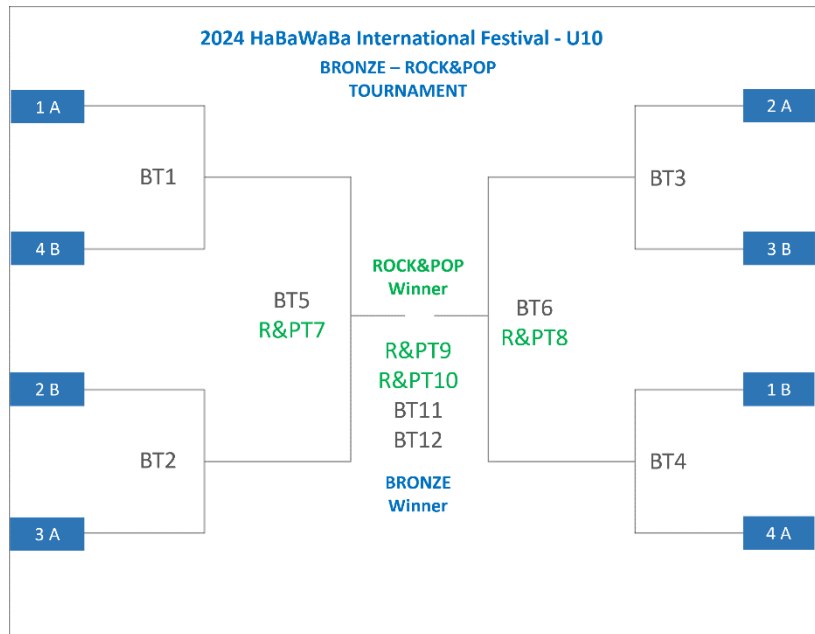 2024 HaBaWaBa International Festival - U10
BRONZE – ROCK&POP
TOURNAMENT
1 A
2 A
BT1
BT3
4 B
3 B
ROCK&POP
Winner
BT5
R&PT7
BT6
R&PT8
R&PT9
R&PT10
BT11
BT12
2 B
1 B
BT2
BT4
BRONZE
Winner
3 A
4 A